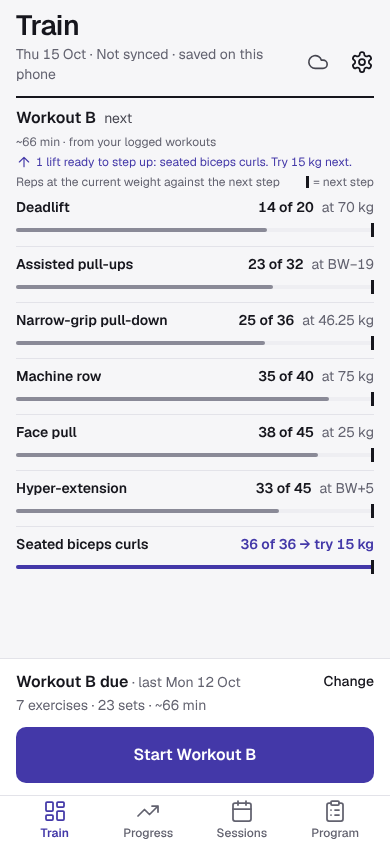 Train
Thu 15 Oct · Not synced · saved on this
phone
Workout B next
~66 min · from your logged workouts
↑ 1 lift ready to step up: seated biceps curls. Try 15 kg next.
Reps at the current weight against the next step = next step
Deadlift 14 of 20 at 70 kg
Assisted pull-ups 23 of 32 at BW−19
Narrow-grip pull-down 25 of 36 at 46.25 kg
Machine row 35 of 40 at 75 kg
Face pull 38 of 45 at 25 kg
Hyper-extension 33 of 45 at BW+5
Seated biceps curls 36 of 36 → try 15 kg
Workout B due · last Mon 12 Oct Change
7 exercises · 23 sets · ~66 min
Start Workout B
Train Progress Sessions Program